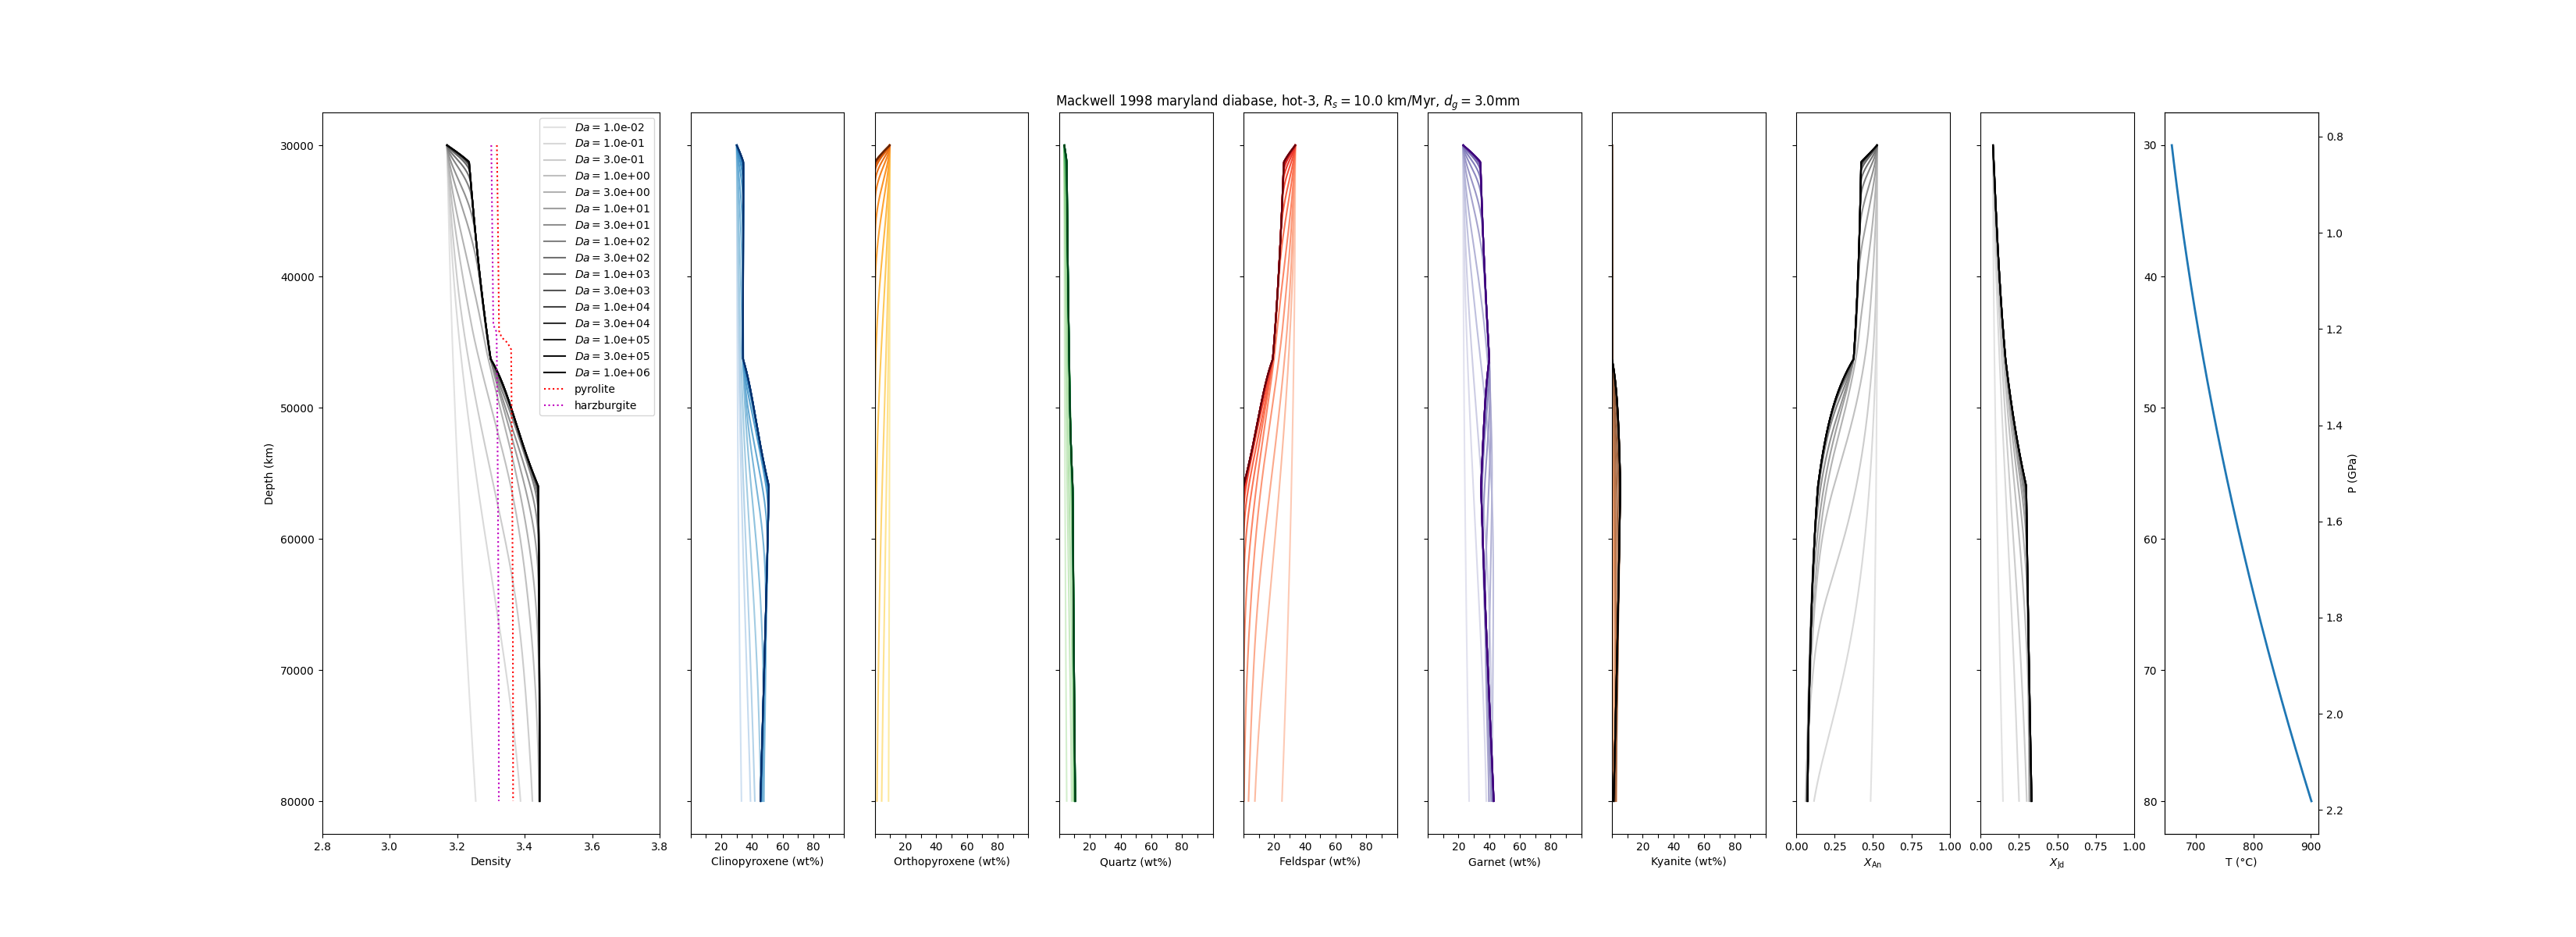 Mackwell 1998 maryland diabase, hot-3, R_s = 10.0 km/Myr, d_g = 3.0mm
Da = 1.0e-02
Da = 1.0e-01
Da = 3.0e-01
Da = 1.0e+00
Da = 3.0e+00
Da = 1.0e+01
Da = 3.0e+01
Da = 1.0e+02
Da = 3.0e+02
Da = 1.0e+03
Da = 3.0e+03
Da = 1.0e+04
Da = 3.0e+04
Da = 1.0e+05
Da = 3.0e+05
Da = 1.0e+06
pyrolite
harzburgite
Depth (km)
30000
40000
50000
60000
70000
80000
2.8 3.0 3.2 3.4 3.6 3.8
Density
20 40 60 80
Clinopyroxene (wt%)
20 40 60 80
Orthopyroxene (wt%)
20 40 60 80
Quartz (wt%)
20 40 60 80
Feldspar (wt%)
20 40 60 80
Garnet (wt%)
20 40 60 80
Kyanite (wt%)
0.00 0.25 0.50 0.75 1.00
X_An
0.00 0.25 0.50 0.75 1.00
X_Jd
30
40
50
60
70
80
700 800 900
T (°C)
0.8
1.0
1.2
1.4
1.6
1.8
2.0
2.2
P (GPa)